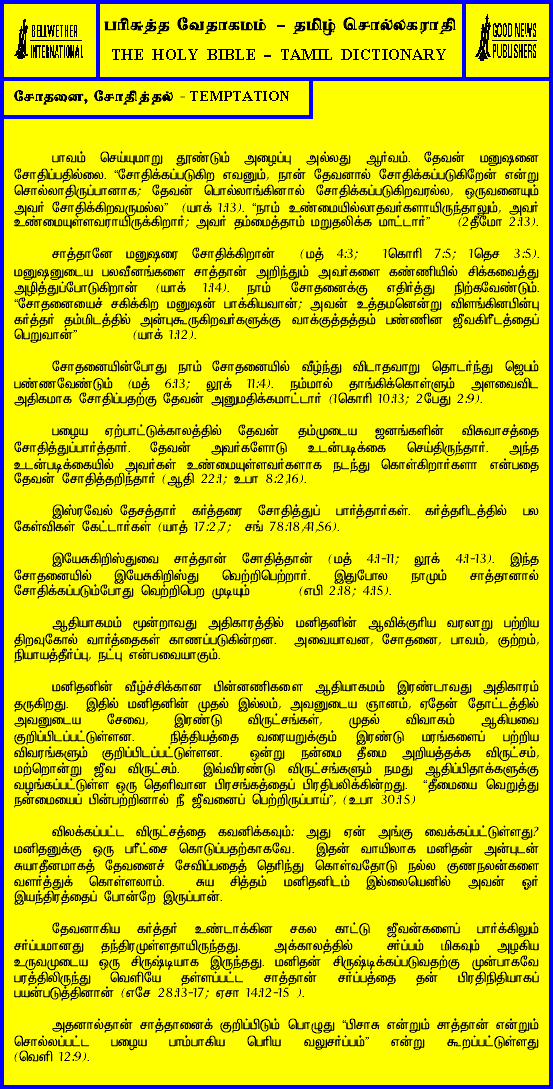 BELLWETHER
INTERNATIONAL
பரிசுத்த வேதாகமம் – தமிழ் சொல்லகராதி
THE HOLY BIBLE – TAMIL DICTIONARY
GOOD NEWS
PUBLISHERS
சோதனை, சோதித்தல் - TEMPTATION
பாவம் செய்யுமாறு தூண்டும் அழைப்பு அல்லது ஆர்வம். தேவன் மனுஷனை
சோதிப்பதில்லை. “சோதிக்கப்படுகிற எவனும், நான் தேவனால் சோதிக்கப்படுகிறேன் என்று
சொல்லாதிருப்பானாக; தேவன் பொல்லாங்கினால் சோதிக்கப்படுகிறவரல்ல, ஒருவனையும்
அவர் சோதிக்கிறவருமல்ல” (யாக் 1:13). “நாம் உண்மையில்லாதவர்களாயிருந்தாலும், அவர்
உண்மையுள்ளவராயிருக்கிறார்; அவர் தம்மைத்தாம் மறுதலிக்க மாட்டார்” (2தீமோ 2:13).
சாத்தானே மனுஷரை சோதிக்கிறான் (மத் 4:3; 1கொரி 7:5; 1தெச 3:5).
மனுஷனுடைய பலவீனங்களை சாத்தான் அறிந்தும் அவர்களை கண்ணியில் சிக்கவைத்து
அழித்துப்போடுகிறான் (யாக் 1:14). நாம் சோதனைக்கு எதிர்த்து நிற்கவேண்டும்.
“சோதனையைச் சகிக்கிற மனுஷன் பாக்கியவான்; அவன் உத்தமனென்று விளங்கினபின்பு
கர்த்தர் தம்மிடத்தில் அன்புகூருகிறவர்களுக்கு வாக்குத்தத்தம் பண்ணின ஜீவகிரீடத்தைப்
பெறுவான்” (யாக் 1:12).
சோதனையின்போது நாம் சோதனையில் வீழ்ந்து விடாதவாறு தொடர்ந்து ஜெபம்
பண்ணவேண்டும் (மத் 6:13; லூக் 11:4). நம்மால் தாங்கிக்கொள்ளும் அளவைவிட
அதிகமாக சோதிப்பதற்கு தேவன் அனுமதிக்கமாட்டார் (1கொரி 10:13; 2பேது 2:9).
பழைய ஏற்பாட்டுக்காலத்தில் தேவன் தம்முடைய ஜனங்களின் விசுவாசத்தை
சோதித்துப்பார்த்தார். தேவன் அவர்களோடு உடன்படிக்கை செய்திருந்தார். அந்த
உடன்படிக்கையில் அவர்கள் உண்மையுள்ளவர்களாக நடந்து கொள்கிறார்களா என்பதை
தேவன் சோதித்தறிந்தார் (ஆதி 22:1; உபா 8:2,16).
இஸ்ரவேல் தேசத்தார் கர்த்தரை சோதித்துப் பார்த்தார்கள். கர்த்தரிடத்தில் பல
கேள்விகள் கேட்டார்கள் (யாத் 17:2,7; சங் 78:18,41,56).
இயேசுகிறிஸ்துவை சாத்தான் சோதித்தான் (மத் 4:1-11; லூக் 4:1-13). இந்த
சோதனையில் இயேசுகிறிஸ்து வெற்றிபெற்றார். இதுபோல நாமும் சாத்தானால்
சோதிக்கப்படும்போது வெற்றிபெற முடியும் (எபி 2:18; 4:15).
ஆதியாகமம் மூன்றாவது அதிகாரத்தில் மனிதனின் ஆவிக்குரிய வரலாறு பற்றிய
திறவுகோல் வார்த்தைகள் காணப்படுகின்றன. அவையாவன, சோதனை, பாவம், குற்றம்,
நியாயத்தீர்ப்பு, நட்பு என்பவையாகும்.
மனிதனின் வீழ்ச்சிக்கான பின்னணிகளை ஆதியாகமம் இரண்டாவது அதிகாரம்
தருகிறது. இதில் மனிதனின் முதல் இல்லம், அவனுடைய ஞானம், ஏதேன் தோட்டத்தில்
அவனுடைய சேவை, இரண்டு விருட்சங்கள், முதல் விவாகம் ஆகியவை
குறிப்பிடப்பட்டுள்ளன. நித்தியத்தை வரையறுக்கும் இரண்டு மரங்களைப் பற்றிய
விவரங்களும் குறிப்பிடப்பட்டுள்ளன. ஒன்று நன்மை தீமை அறியத்தக்க விருட்சம்,
மற்றொன்று ஜீவ விருட்சம். இவ்விரண்டு விருட்சங்களும் நமது ஆதிப்பிதாக்களுக்கு
வழங்கப்பட்டுள்ள ஒரு தெளிவான பிரசங்கத்தைப் பிரதிபலிக்கின்றது. “தீமையை வெறுத்து
நன்மையைப் பின்பற்றினால் நீ ஜீவனைப் பெற்றிருப்பாய்”, (உபா 30:15)
விலக்கப்பட்ட விருட்சத்தை கவனிக்கவும்: அது ஏன் அங்கு வைக்கப்பட்டுள்ளது?
மனிதனுக்கு ஒரு பரீட்சை கொடுப்பதற்காகவே. இதன் வாயிலாக மனிதன் அன்புடன்
சுயாதீனமாகத் தேவனைச் சேவிப்பதைத் தெரிந்து கொள்வதோடு நல்ல குணநலன்களை
வளர்த்துக் கொள்ளலாம். சுய சித்தம் மனிதனிடம் இல்லையெனில் அவன் ஓர்
இயந்திரத்தைப் போன்றே இருப்பான்.
தேவனாகிய கர்த்தர் உண்டாக்கின சகல காட்டு ஜீவன்களைப் பார்க்கிலும்
சர்ப்பமானது தந்திரமுள்ளதாயிருந்தது. அக்காலத்தில் சர்ப்பம் மிகவும் அழகிய
உருவமுடைய ஒரு சிருஷ்டியாக இருந்தது. மனிதன் சிருஷ்டிக்கப்படுவதற்கு முன்பாகவே
பரத்திலிருந்து வெளியே தள்ளப்பட்ட சாத்தான் சர்ப்பத்தை தன் பிரதிநிதியாகப்
பயன்படுத்தினான் (எசே 28:13-17; ஏசா 14:12-15 ).
அதனால்தான் சாத்தானைக் குறிப்பிடும் பொழுது “பிசாசு என்றும் சாத்தான் என்றும்
சொல்லப்பட்ட பழைய பாம்பாகிய பெரிய வலுசர்ப்பம்” என்று கூறப்பட்டுள்ளது
(வெளி 12:9).